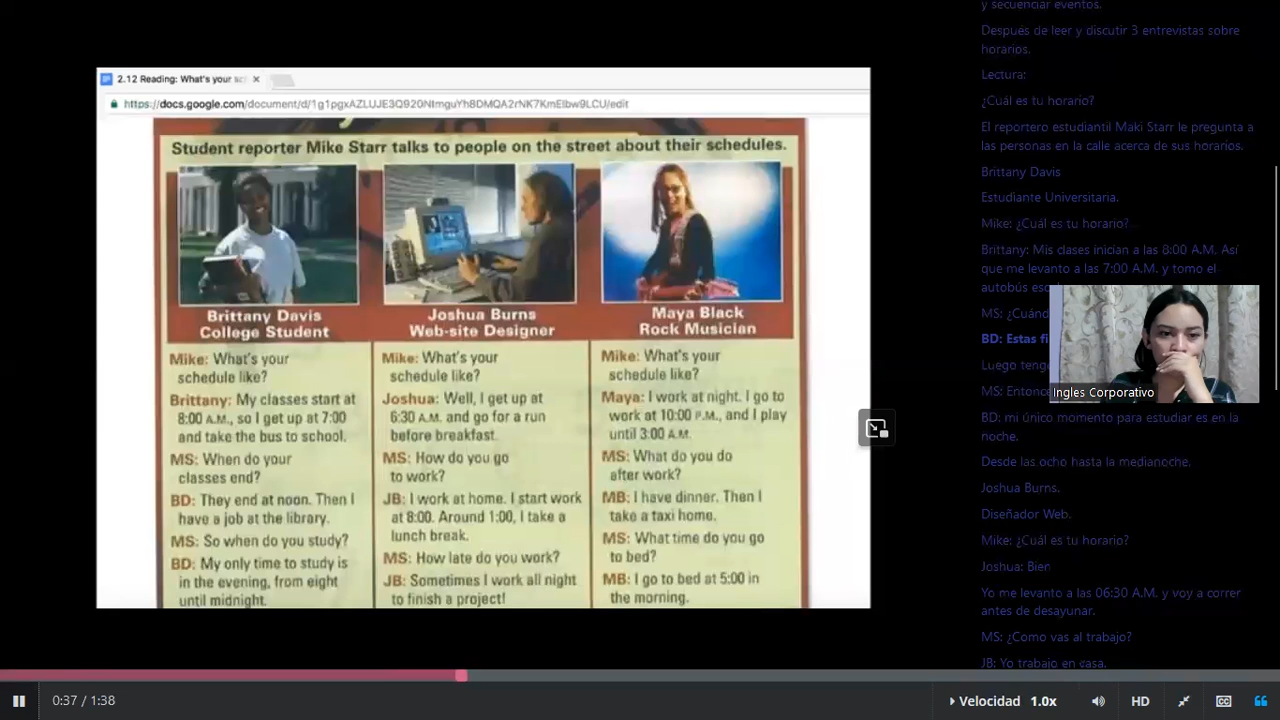 2.12 Reading: What's your sc
https://docs.google.com/document/d/1g1pgxAZLUJE3Q920NImguYh8DMQA2rNK7KmElbw9LCU/edit
Student reporter Mike Starr talks to people on the street about their schedules.
Brittany Davis
College Student
Mike: What's your
schedule like?
Brittany: My classes start at
8:00 A.M., so I get up at 7:00
and take the bus to school.
MS: When do your
classes end?
BD: They end at noon. Then I
have a job at the library.
MS: So when do you study?
BD: My only time to study is
in the evening, from eight
until midnight.
Joshua Burns
Web-site Designer
Mike: What's your
schedule like?
Joshua: Well, I get up at
6:30 A.M. and go for a run
before breakfast.
MS: How do you go
to work?
JB: I work at home. I start work
at 8:00. Around 1:00, I take a
lunch break.
MS: How late do you work?
JB: Sometimes I work all night
to finish a project!
Maya Black
Rock Musician
Mike: What's your
schedule like?
Maya: I work at night. I go to
work at 10:00 P.M., and I play
until 3:00 A.M.
MS: What do you do
after work?
MB: I have dinner. Then I
take a taxi home.
MS: What time do you go
to bed?
MB: I go to bed at 5:00 in
the morning.
y secuenciar eventos.
Después de leer y discutir 3 entrevistas sobre
horarios.
Lectura:
¿Cuál es tu horario?
El reportero estudiantil Maki Starr le pregunta a
las personas en la calle acerca de sus horarios.
Brittany Davis
Estudiante Universitaria.
Mike: ¿Cuál es tu horario?
Brittany: Mis clases inician a las 8:00 A.M. Así
que me levanto a las 7:00 A.M. y tomo el
autobús
MS:
BD: Estas
Luego
MS:
BD: mi único momento para estudiar es en la
noche.
Desde las ocho hasta la medianoche.
Joshua Burns.
Diseñador Web.
Mike: ¿Cuál es tu horario?
Joshua: Bien
Yo me levanto a las 06:30 A.M. y voy a correr
antes de desayunar.
MS: ¿Como vas al trabajo?
JB: Yo trabajo en casa.
Ingles Corporativo
0:37 / 1:38
Velocidad 1.0x
HD
CC